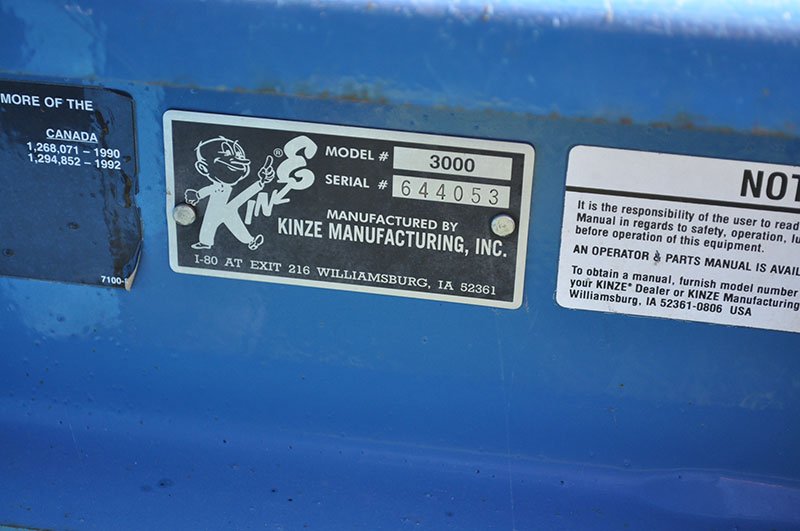 MORE OF THE
CANADA
1,268,071 – 1990
1,294,852 – 1992
7100-
KINZE ®
MODEL # 3000
SERIAL # 644053
MANUFACTURED BY
KINZE MANUFACTURING, INC.
I-80 AT EXIT 216 WILLIAMSBURG, IA 52361
It is the responsibility of the user to read
Manual in regards to safety, operation,
before operation of this equipment.
AN OPERATOR & PARTS MANUAL IS
To obtain a manual, furnish model number
your KINZE® Dealer or KINZE Manufacturing
Williamsburg, IA 52361-0806 USA